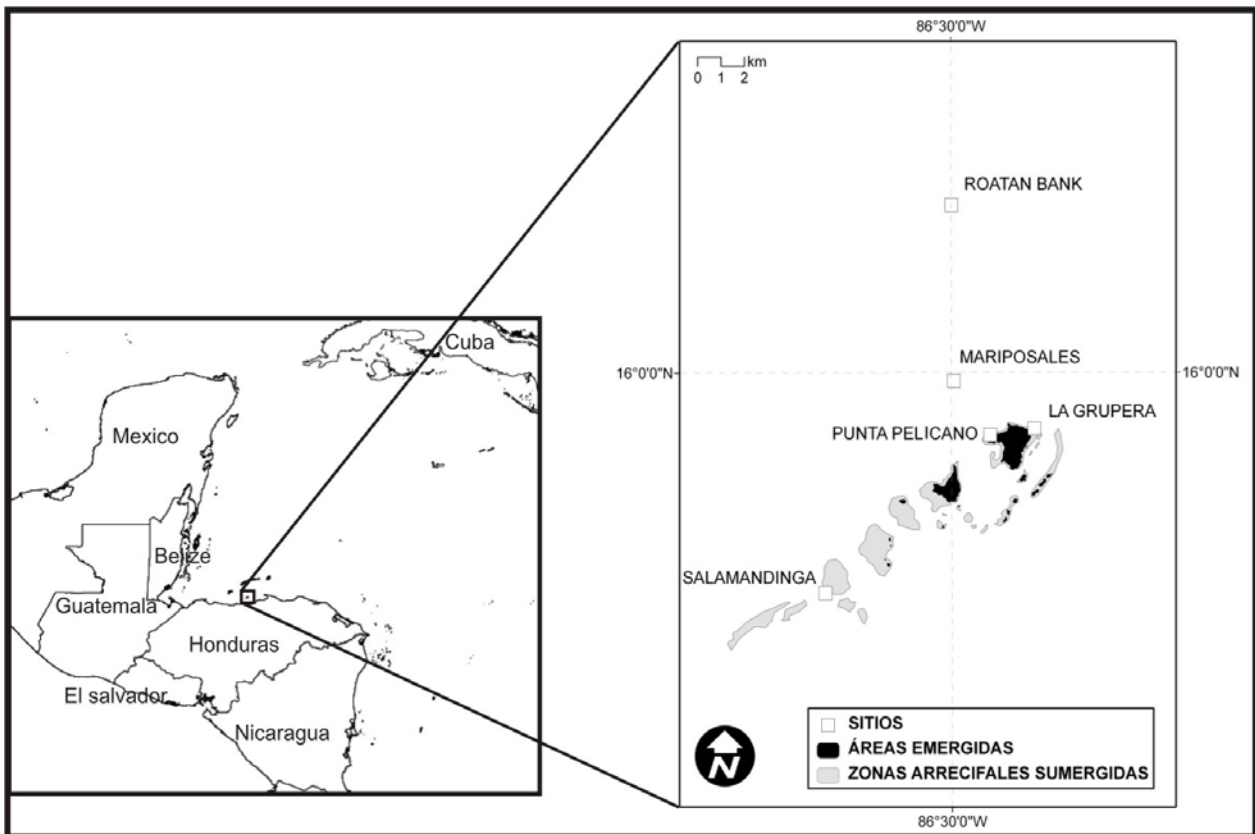 86°30'0"W
km
0 1 2
ROATAN BANK
MARIPOSALES
16°0'0"N
16°0'0"N
LA GRUPERA
PUNTA PELICANO
SALAMANDINGA
Cuba
Mexico
Belize
Guatemala
Honduras
El salvador
Nicaragua
N
SITIOS
ÁREAS EMERGIDAS
ZONAS ARRECIFALES SUMERGIDAS
86°30'0"W